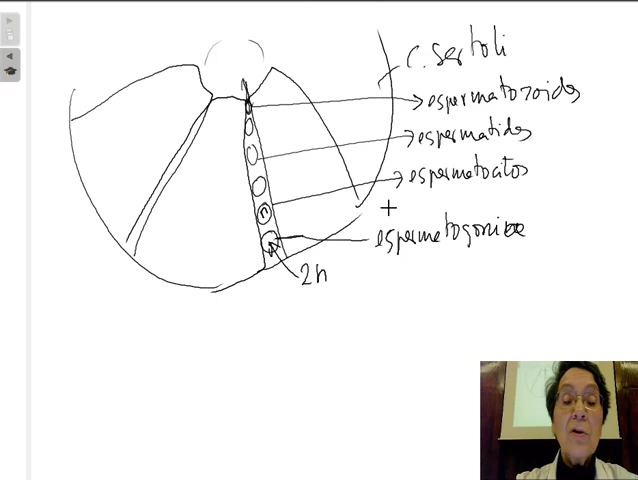 c. Sertoli
espermatozoides
espermatides
espermatocitos
espermatogonias
n
2n